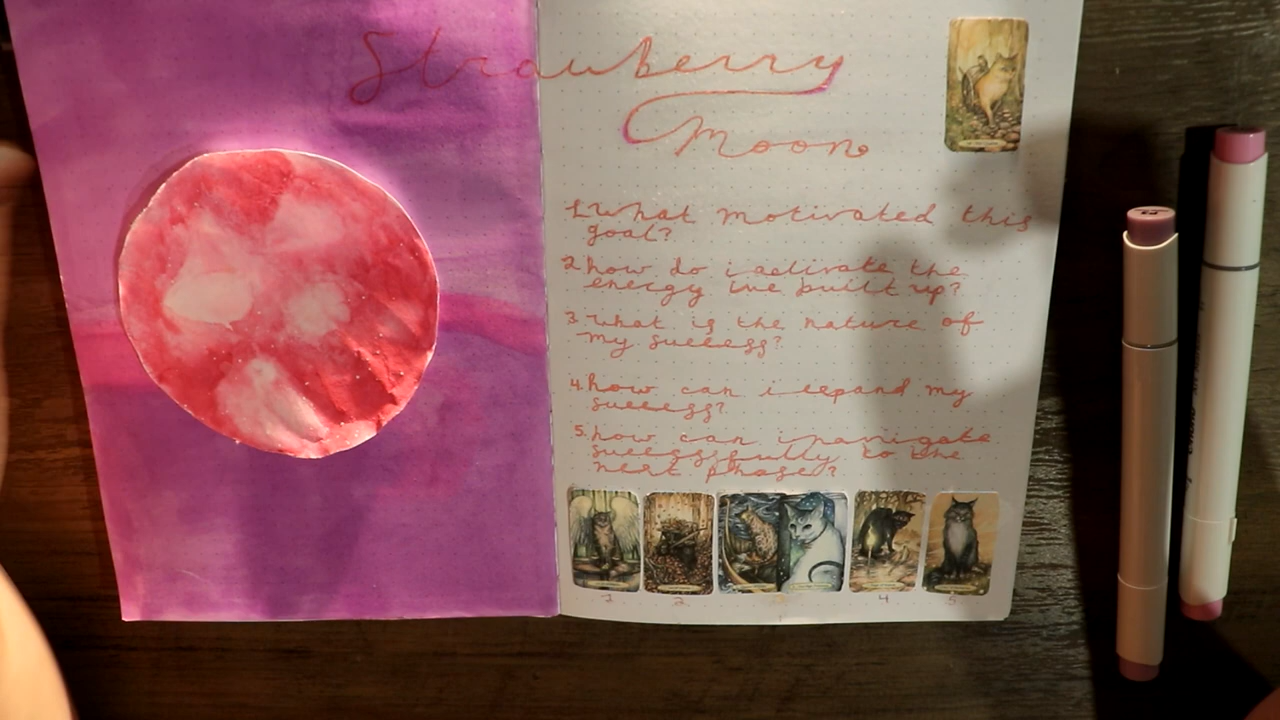 Strawberry
Moon
1. What motivated this
goal?
2. how do i activate the
energy ive built up?
3. what is the nature of
my success?
4. how can i expand my
success?
5. how can i navigate
successfully to the
next phase?
1 2 4 5